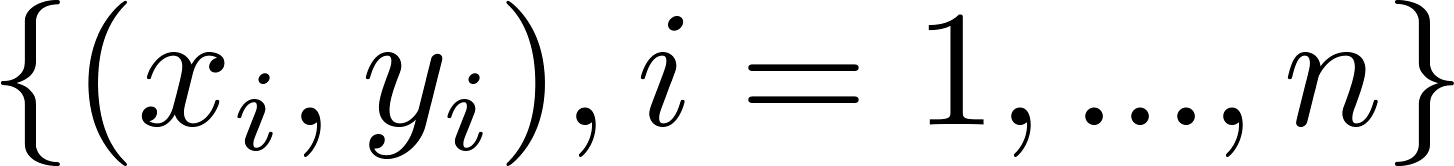 {(x_i, y_i), i = 1, ..., n}